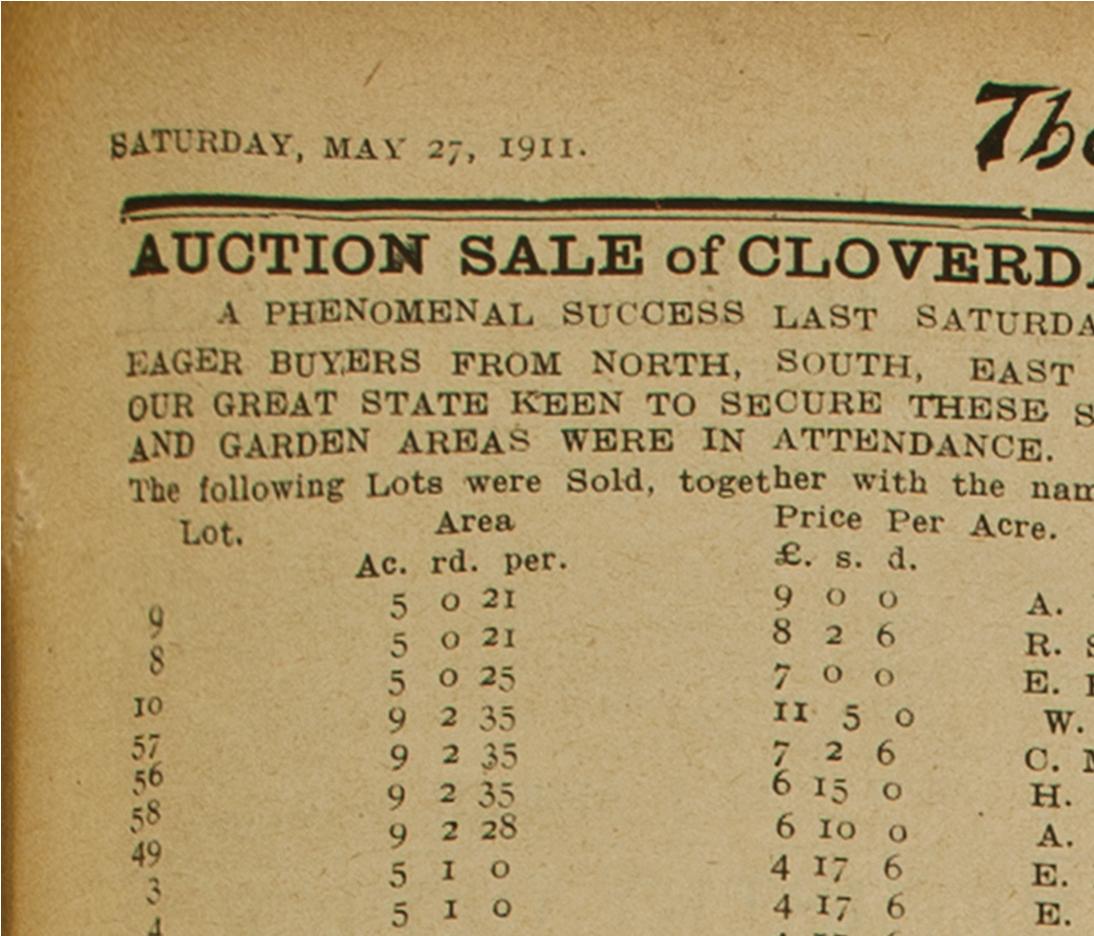 SATURDAY, MAY 27, 1911.
AUCTION SALE of
A PHENOMENAL SUCCESS LAST
EAGER BUYERS FROM NORTH, SOUTH, EAST
OUR GREAT STATE KEEN TO SECURE THESE
AND GARDEN AREAS WERE IN ATTENDANCE.
The following Lots were Sold, together with the
Lot. Area Price Per Acre.
Ac. rd. per. £. s. d.
9 5 0 21 9 0 0 A.
8 5 0 21 8 2 6 R.
10 5 0 25 7 0 0 E.
57 9 2 35 11 5 0 W.
56 9 2 35 7 2 6 C.
58 9 2 35 6 15 0 H.
49 9 2 28 6 10 0 A.
3 5 1 0 4 17 6 E.
4 5 1 0 4 17 6 E.